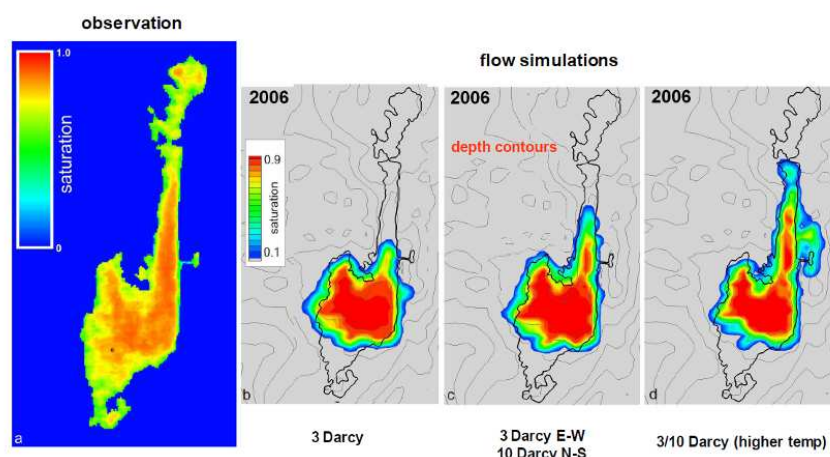 observation
flow simulations
1.0
saturation
0
a
2006
0.9
saturation
0.1
b
2006
depth contours
c
2006
d
3 Darcy
3 Darcy E-W
10 Darcy N-S
3/10 Darcy (higher temp)